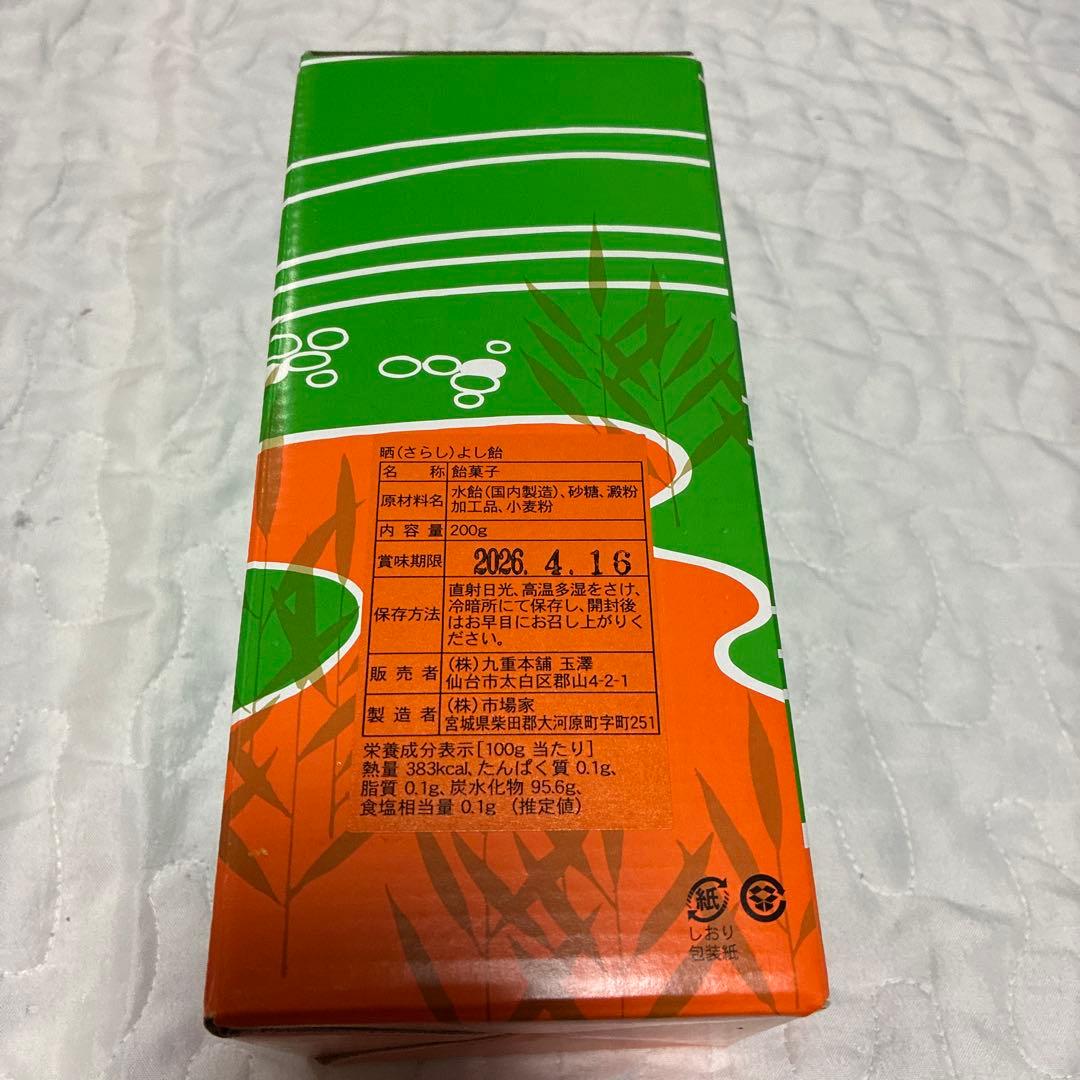 晒(さらし)よし飴
名 称 飴菓子
原材料名 水飴(国内製造)、砂糖、澱粉
加工品、小麦粉
内容量 200g
賞味期限 2026. 4. 16
保存方法 直射日光、高温多湿をさけ、
冷暗所にて保存し、開封後
はお早目にお召し上がりく
ださい。
販売者 (株)九重本舗 玉澤
仙台市太白区郡山4-2-1
製造者 (株)市場家
宮城県柴田郡大河原町字町251
栄養成分表示[100g 当たり]
熱量 383kcal、たんぱく質 0.1g、
脂質 0.1g、炭水化物 95.6g、
食塩相当量 0.1g (推定値)
紙
しおり
包装紙